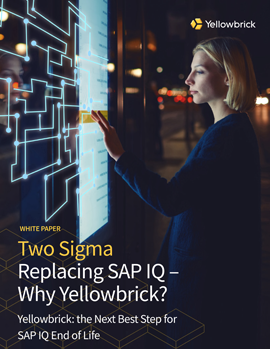 Yellowbrick
WHITE PAPER
Two Sigma
Replacing SAP IQ –
Why Yellowbrick?
Yellowbrick: the Next Best Step for
SAP IQ End of Life